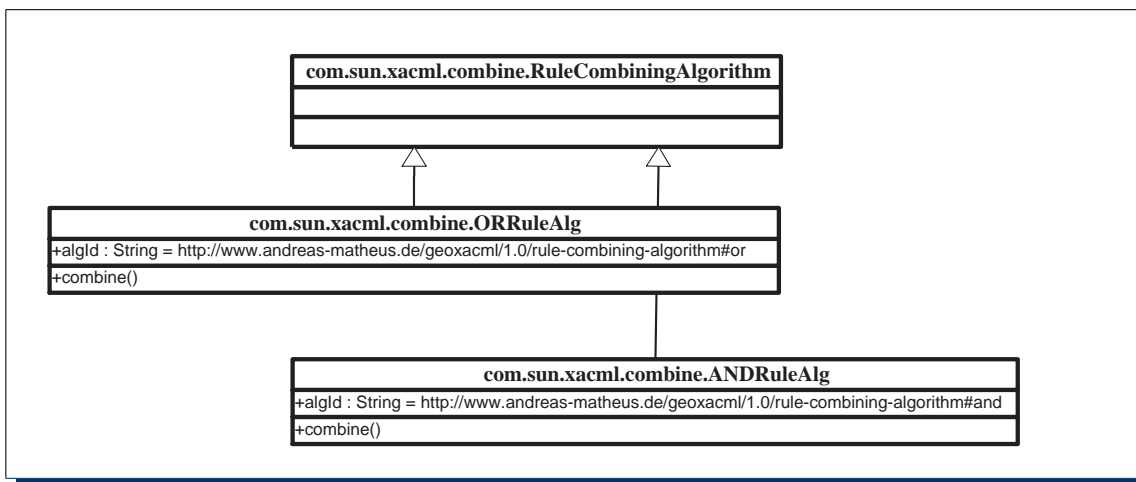 com.sun.xacml.combine.RuleCombiningAlgorithm
com.sun.xacml.combine.ORRuleAlg
+algId : String = http://www.andreas-matheus.de/geoxacml/1.0/rule-combining-algorithm#or
+combine()
com.sun.xacml.combine.ANDRuleAlg
+algId : String = http://www.andreas-matheus.de/geoxacml/1.0/rule-combining-algorithm#and
+combine()